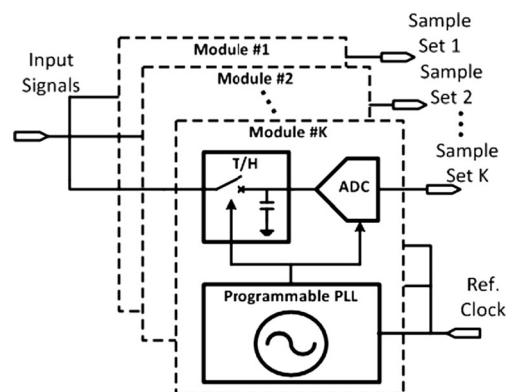 Input
Signals
Module #1
Module #2
Module #K
T/H
ADC
Programmable PLL
Sample
Set 1
Sample
Set 2
Sample
Set K
Ref.
Clock